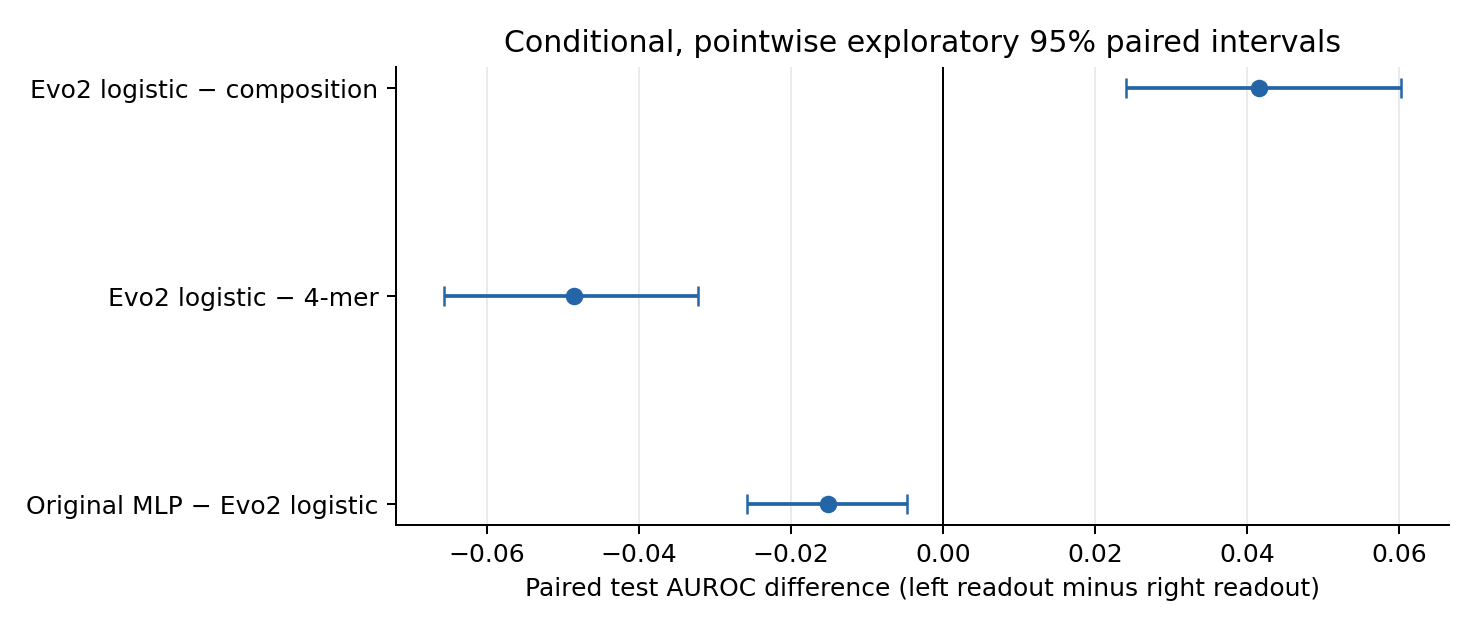 Conditional, pointwise exploratory 95% paired intervals
Evo2 logistic − composition
Evo2 logistic − 4-mer
Original MLP − Evo2 logistic
−0.06 −0.04 −0.02 0.00 0.02 0.04 0.06
Paired test AUROC difference (left readout minus right readout)